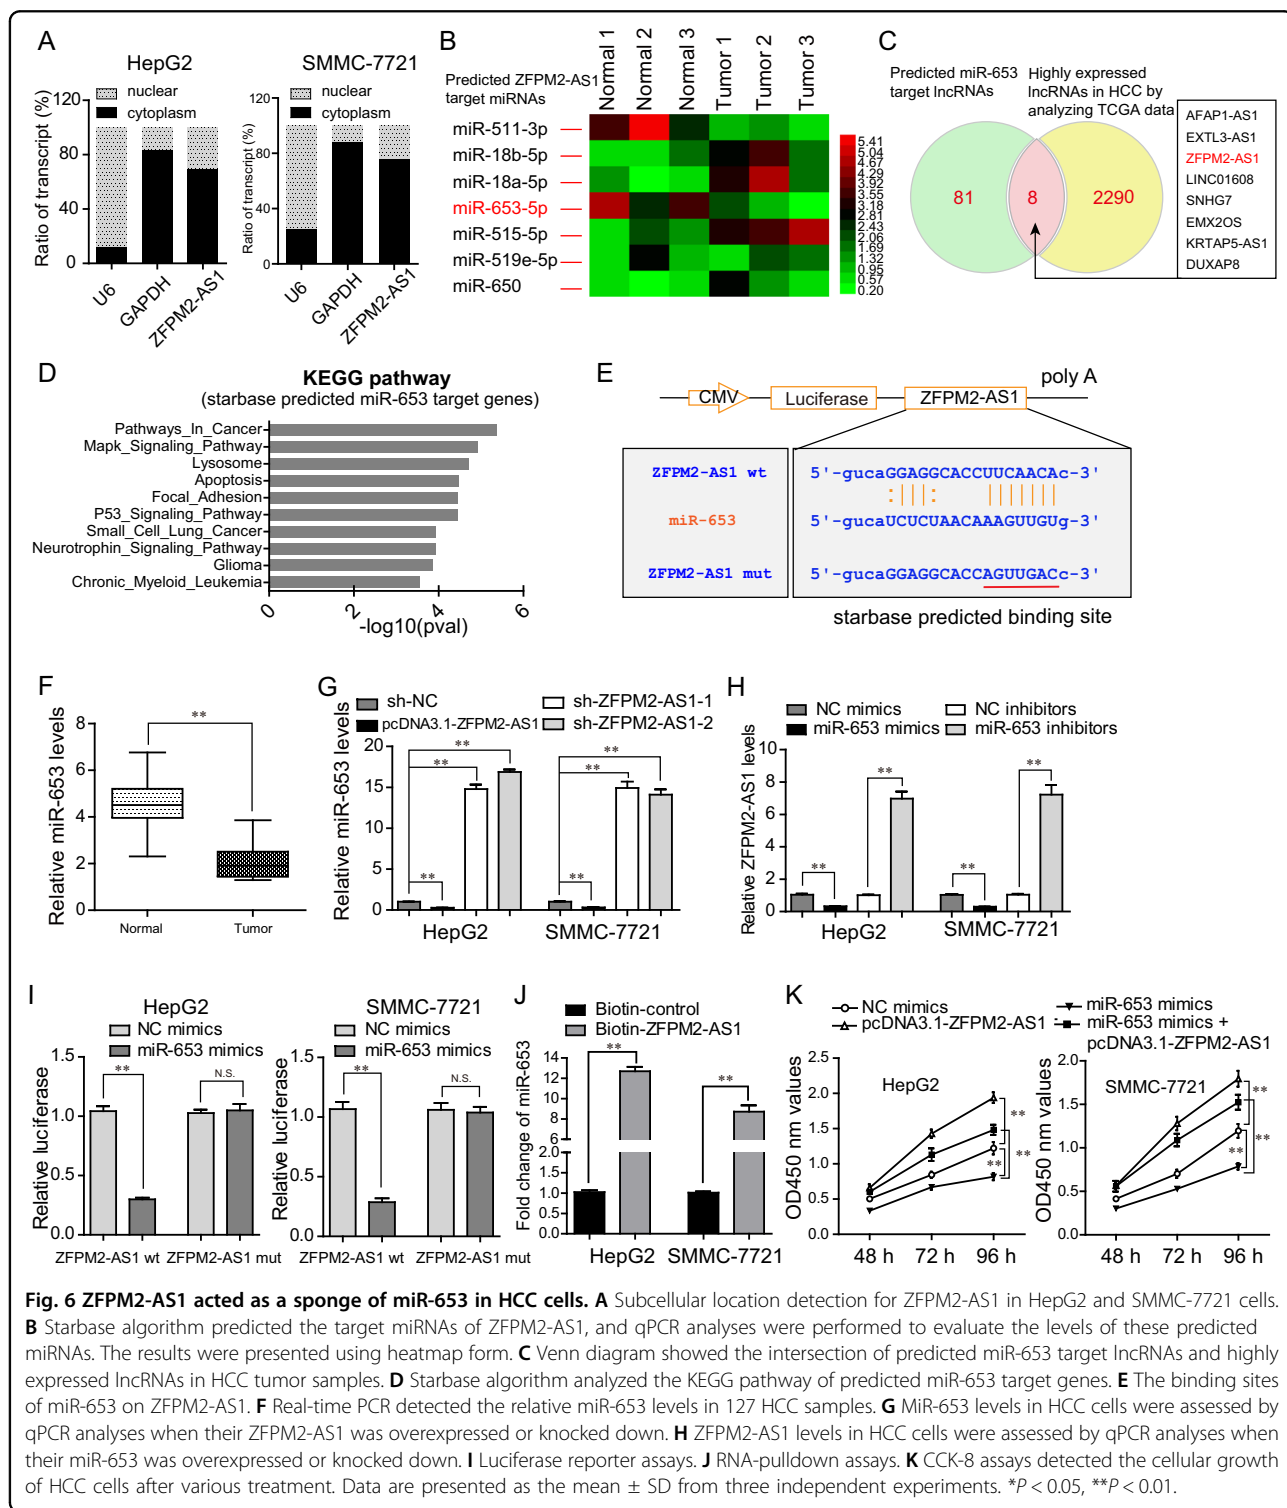 A
HepG2
nuclear
cytoplasm
Ratio of transcript (%)
120
80
40
0
U6
GAPDH
ZFPM2-AS1
SMMC-7721
nuclear
cytoplasm
Ratio of transcript (%)
120
80
40
0
U6
GAPDH
ZFPM2-AS1
B
Predicted ZFPM2-AS1
target miRNAs
Normal 1
Normal 2
Normal 3
Tumor 1
Tumor 2
Tumor 3
miR-511-3p
miR-18b-5p
miR-18a-5p
miR-653-5p
miR-515-5p
miR-519e-5p
miR-650
5.41
5.04
4.67
4.29
3.92
3.55
3.18
2.81
2.43
2.06
1.69
1.32
0.95
0.57
0.20
C
Predicted miR-653
target lncRNAs
Highly expressed
lncRNAs in HCC by
analyzing TCGA data
81
8
2290
AFAP1-AS1
EXTL3-AS1
ZFPM2-AS1
LINC01608
SNHG7
EMX2OS
KRTAP5-AS1
DUXAP8
D
KEGG pathway
(starbase predicted miR-653 target genes)
Pathways_In_Cancer
Mapk_Signaling_Pathway
Lysosome
Apoptosis
Focal_Adhesion
P53_Signaling_Pathway
Small_Cell_Lung_Cancer
Neurotrophin_Signaling_Pathway
Glioma
Chronic_Myeloid_Leukemia
0
2
4
6
-log10(pval)
E
CMV
Luciferase
ZFPM2-AS1
poly A
ZFPM2-AS1 wt
5'-gucaGGAGGCACCUUCAACAc-3'
miR-653
5'-gucaUCUCUAACAAAGUUGUg-3'
ZFPM2-AS1 mut
5'-gucaGGAGGCACCAGUUGACc-3'
starbase predicted binding site
F
Relative miR-653 levels
8
6
4
2
0
**
Normal
Tumor
G
sh-NC
pcDNA3.1-ZFPM2-AS1
sh-ZFPM2-AS1-1
sh-ZFPM2-AS1-2
Relative miR-653 levels
20
15
10
5
0
**
**
**
**
**
**
HepG2
SMMC-7721
H
NC mimics
miR-653 mimics
NC inhibitors
miR-653 inhibitors
Relative ZFPM2-AS1 levels
10
8
6
4
2
0
**
**
**
**
HepG2
SMMC-7721
I
HepG2
NC mimics
miR-653 mimics
Relative luciferase
1.5
1.0
0.5
0.0
**
N.S.
ZFPM2-AS1 wt
ZFPM2-AS1 mut
SMMC-7721
NC mimics
miR-653 mimics
Relative luciferase
1.5
1.0
0.5
0.0
**
N.S.
ZFPM2-AS1 wt
ZFPM2-AS1 mut
J
Biotin-control
Biotin-ZFPM2-AS1
Fold change of miR-653
14
12
10
8
6
2.0
1.5
1.0
0.5
0.0
**
**
HepG2
SMMC-7721
K
NC mimics
pcDNA3.1-ZFPM2-AS1
miR-653 mimics
miR-653 mimics +
pcDNA3.1-ZFPM2-AS1
OD450 nm values
2.5
2.0
1.5
1.0
0.5
0.0
HepG2
**
**
**
48 h
72 h
96 h
OD450 nm values
2.0
1.5
1.0
0.5
0.0
SMMC-7721
**
**
**
48 h
72 h
96 h
Fig. 6 ZFPM2-AS1 acted as a sponge of miR-653 in HCC cells. A Subcellular location detection for ZFPM2-AS1 in HepG2 and SMMC-7721 cells.
B Starbase algorithm predicted the target miRNAs of ZFPM2-AS1, and qPCR analyses were performed to evaluate the levels of these predicted
miRNAs. The results were presented using heatmap form. C Venn diagram showed the intersection of predicted miR-653 target lncRNAs and highly
expressed lncRNAs in HCC tumor samples. D Starbase algorithm analyzed the KEGG pathway of predicted miR-653 target genes. E The binding sites
of miR-653 on ZFPM2-AS1. F Real-time PCR detected the relative miR-653 levels in 127 HCC samples. G MiR-653 levels in HCC cells were assessed by
qPCR analyses when their ZFPM2-AS1 was overexpressed or knocked down. H ZFPM2-AS1 levels in HCC cells were assessed by qPCR analyses when
their miR-653 was overexpressed or knocked down. I Luciferase reporter assays. J RNA-pulldown assays. K CCK-8 assays detected the cellular growth
of HCC cells after various treatment. Data are presented as the mean ± SD from three independent experiments. *P < 0.05, **P < 0.01.